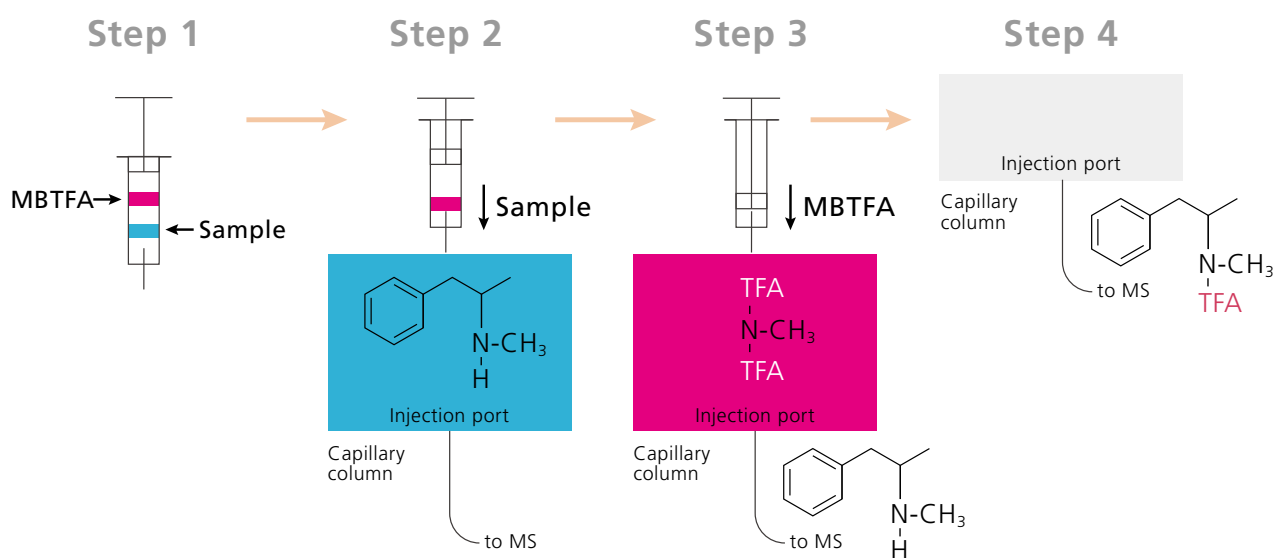 Step 1
Step 2
Step 3
Step 4
MBTFA
Sample
Sample
N-CH3
H
Injection port
Capillary
column
to MS
MBTFA
TFA
N-CH3
TFA
Injection port
Capillary
column
to MS
N-CH3
H
Injection port
Capillary
column
to MS
N-CH3
TFA